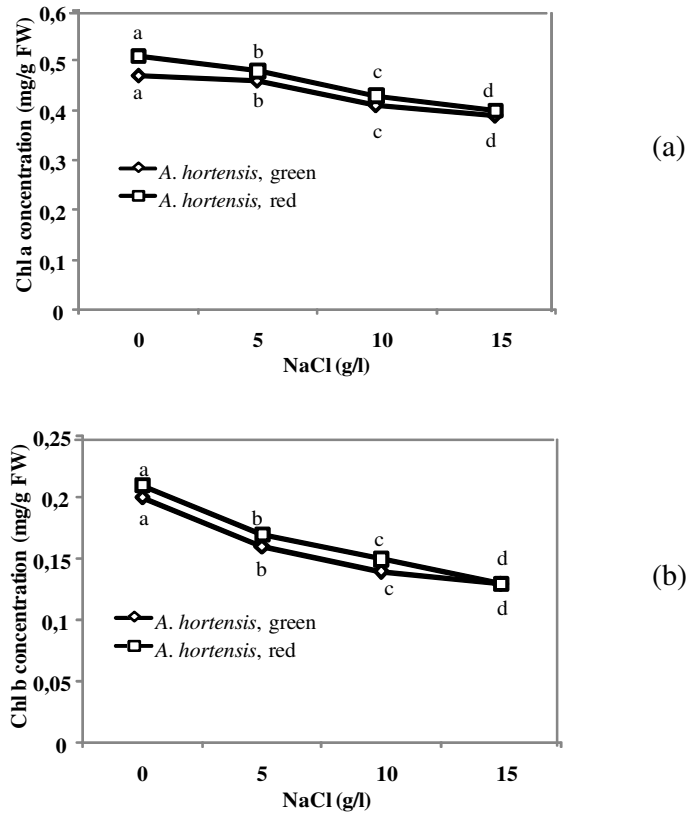 0,6
0,5
0,4
0,3
0,2
0,1
0
Chl a concentration (mg/g FW)
a
b
c
d
a
b
c
d
A. hortensis, green
A. hortensis, red
0 5 10 15
NaCl (g/l)
(a)
0,25
0,2
0,15
0,1
0,05
0
Chl b concentration (mg/g FW)
a
b
c
d
a
b
c
d
A. hortensis, green
A. hortensis, red
0 5 10 15
NaCl (g/l)
(b)